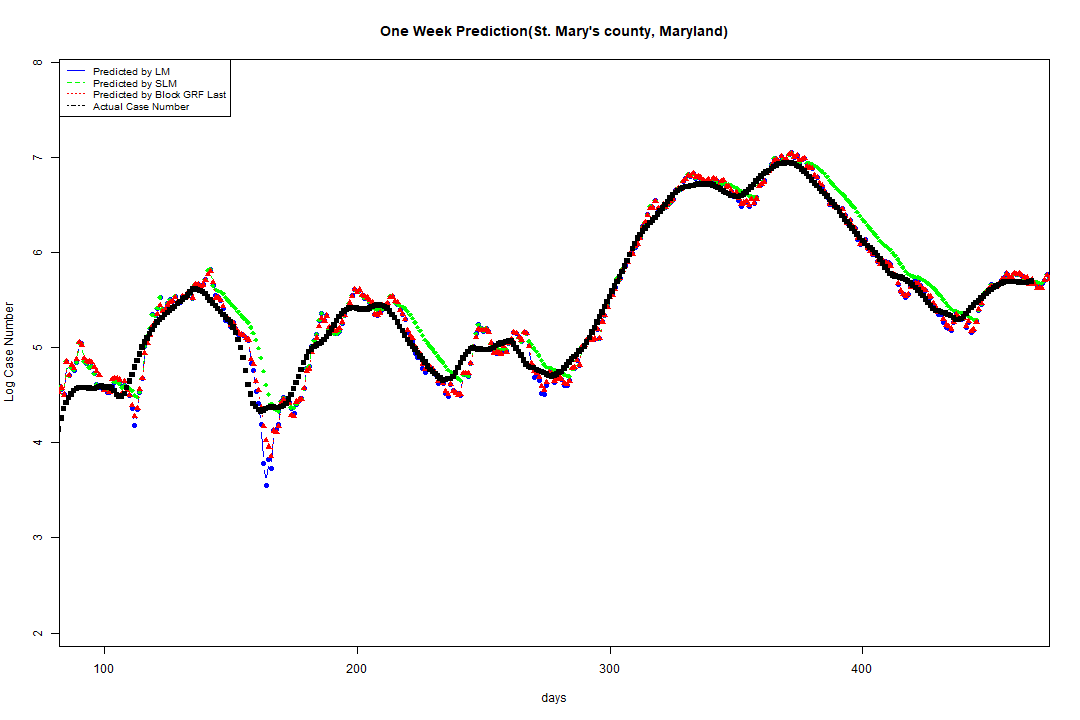 One Week Prediction(St. Mary's county, Maryland)
Predicted by LM
Predicted by SLM
Predicted by Block GRF Last
Actual Case Number
8
7
6
5
4
3
2
Log Case Number
100 200 300 400
days